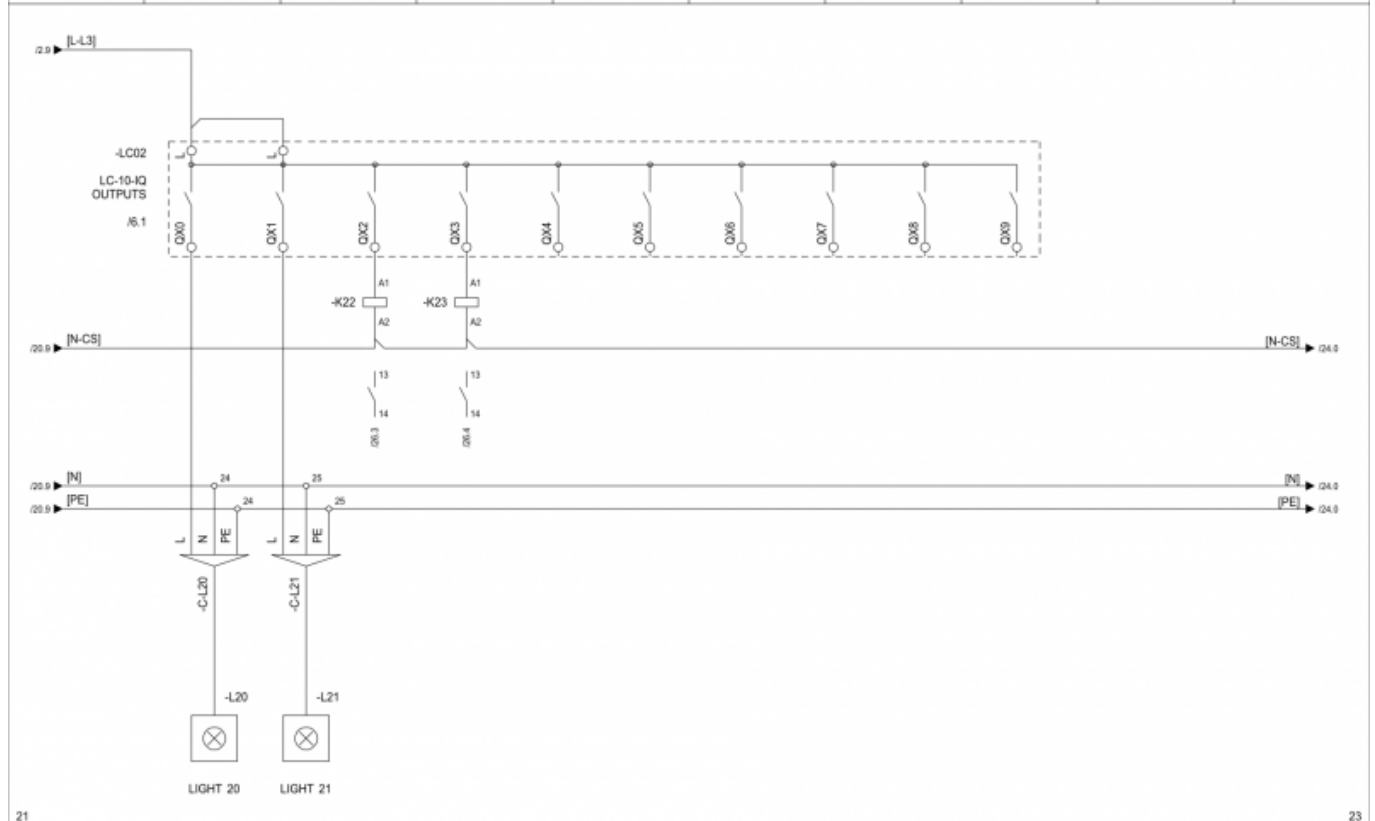 [L-L3]
/2.9
-LC02
LC-10-IQ
OUTPUTS
/6.1
L L
QX0 QX1 QX2 QX3 QX4 QX5 QX6 QX7 QX8 QX9
A1 A1
-K22 -K23
A2 A2
[N-CS] [N-CS]
/20.9 /24.0
13 13
14 14
/26.3 /26.4
[N] 24 25 [N]
/20.9 /24.0
[PE] 24 25 [PE]
/20.9 /24.0
L N PE L N PE
-C-L20 -C-L21
-L20 -L21
LIGHT 20 LIGHT 21
21 23